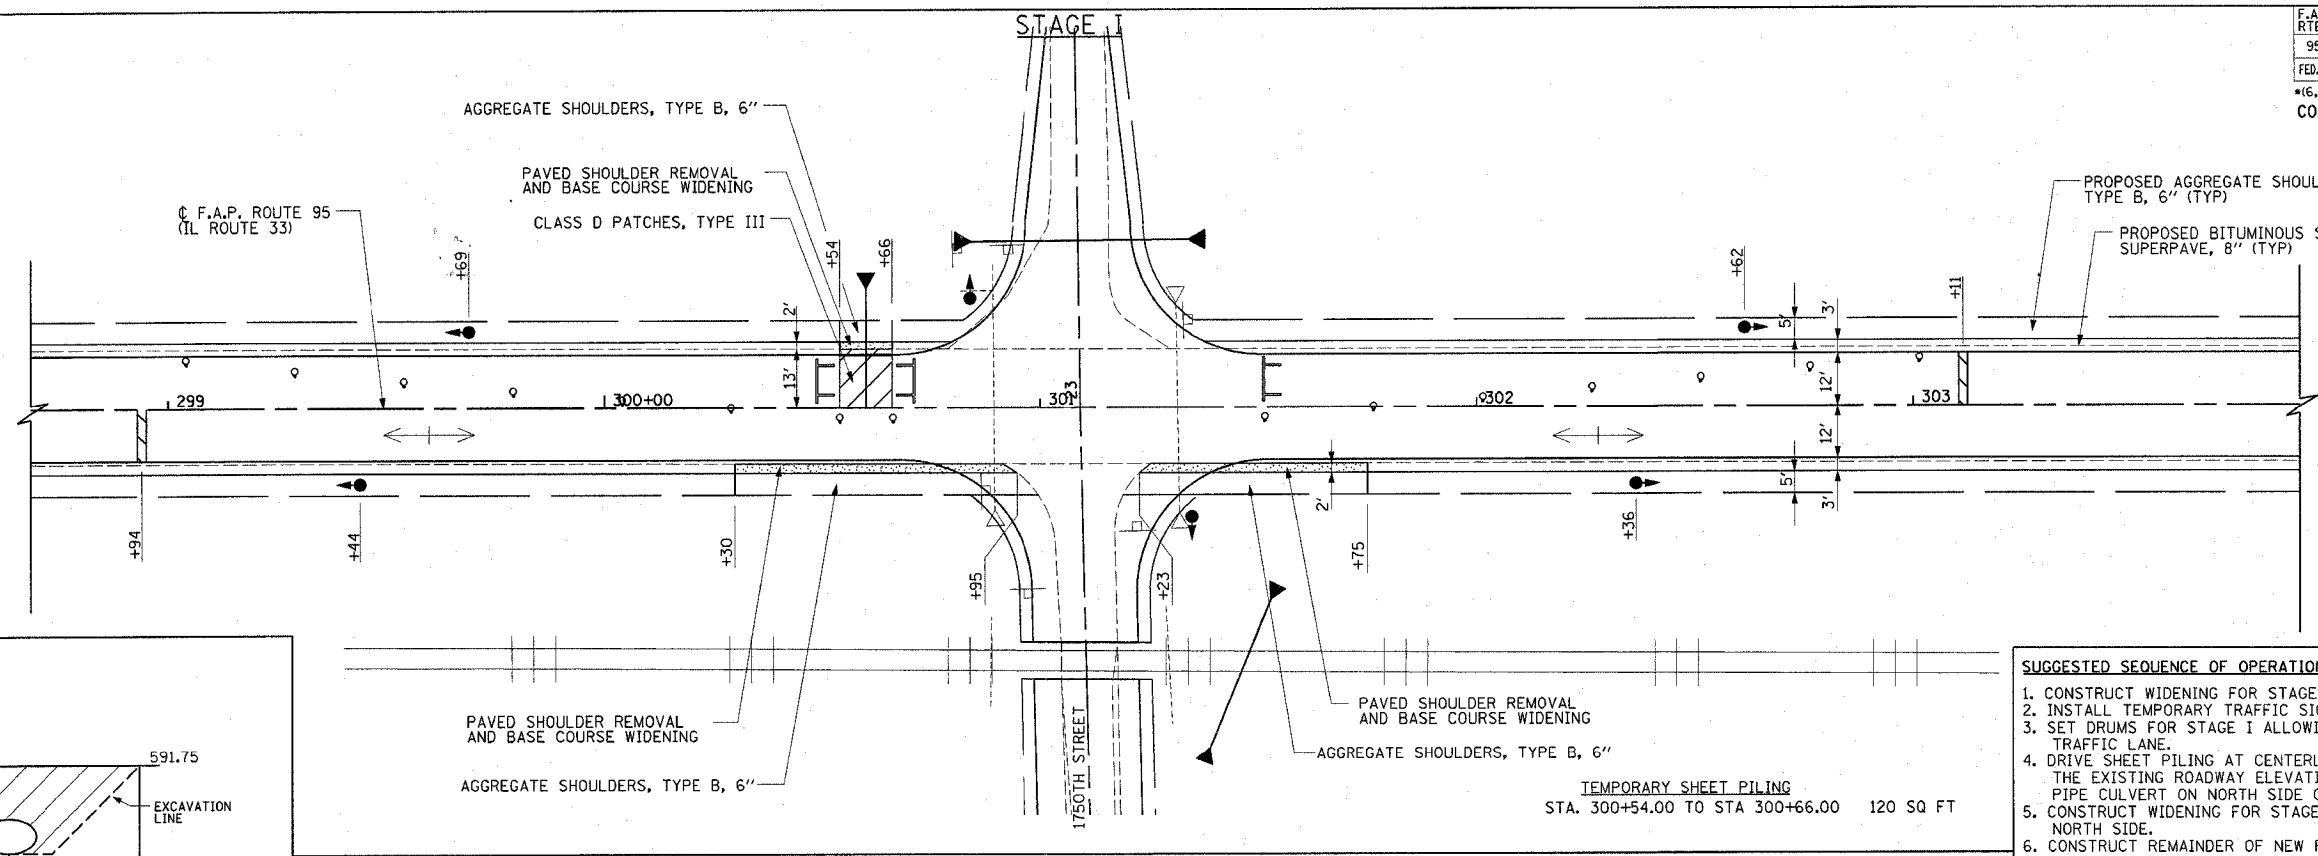 STAGE I
F.A
RTE
95
FED.
*(6,
CO
AGGREGATE SHOULDERS, TYPE B, 6"
PAVED SHOULDER REMOVAL
AND BASE COURSE WIDENING
CLASS D PATCHES, TYPE III
℄ F.A.P. ROUTE 95
(IL ROUTE 33)
PROPOSED AGGREGATE SHOUL
TYPE B, 6" (TYP)
PROPOSED BITUMINOUS S
SUPERPAVE, 8" (TYP)
+69
+54
+66
+62
+11
2'
13'
5'
3'
12'
12'
5'
3'
2'
299
300+00
301
23
302
303
+94
+44
+30
+95
+23
+75
+36
PAVED SHOULDER REMOVAL
AND BASE COURSE WIDENING
AGGREGATE SHOULDERS, TYPE B, 6"
PAVED SHOULDER REMOVAL
AND BASE COURSE WIDENING
AGGREGATE SHOULDERS, TYPE B, 6"
1750TH STREET
TEMPORARY SHEET PILING
STA. 300+54.00 TO STA 300+66.00 120 SQ FT
591.75
EXCAVATION
LINE
SUGGESTED SEQUENCE OF OPERATION
1. CONSTRUCT WIDENING FOR STAGE
2. INSTALL TEMPORARY TRAFFIC SIG
3. SET DRUMS FOR STAGE I ALLOWI
TRAFFIC LANE.
4. DRIVE SHEET PILING AT CENTERL
THE EXISTING ROADWAY ELEVATI
PIPE CULVERT ON NORTH SIDE O
5. CONSTRUCT WIDENING FOR STAGE
NORTH SIDE.
6. CONSTRUCT REMAINDER OF NEW